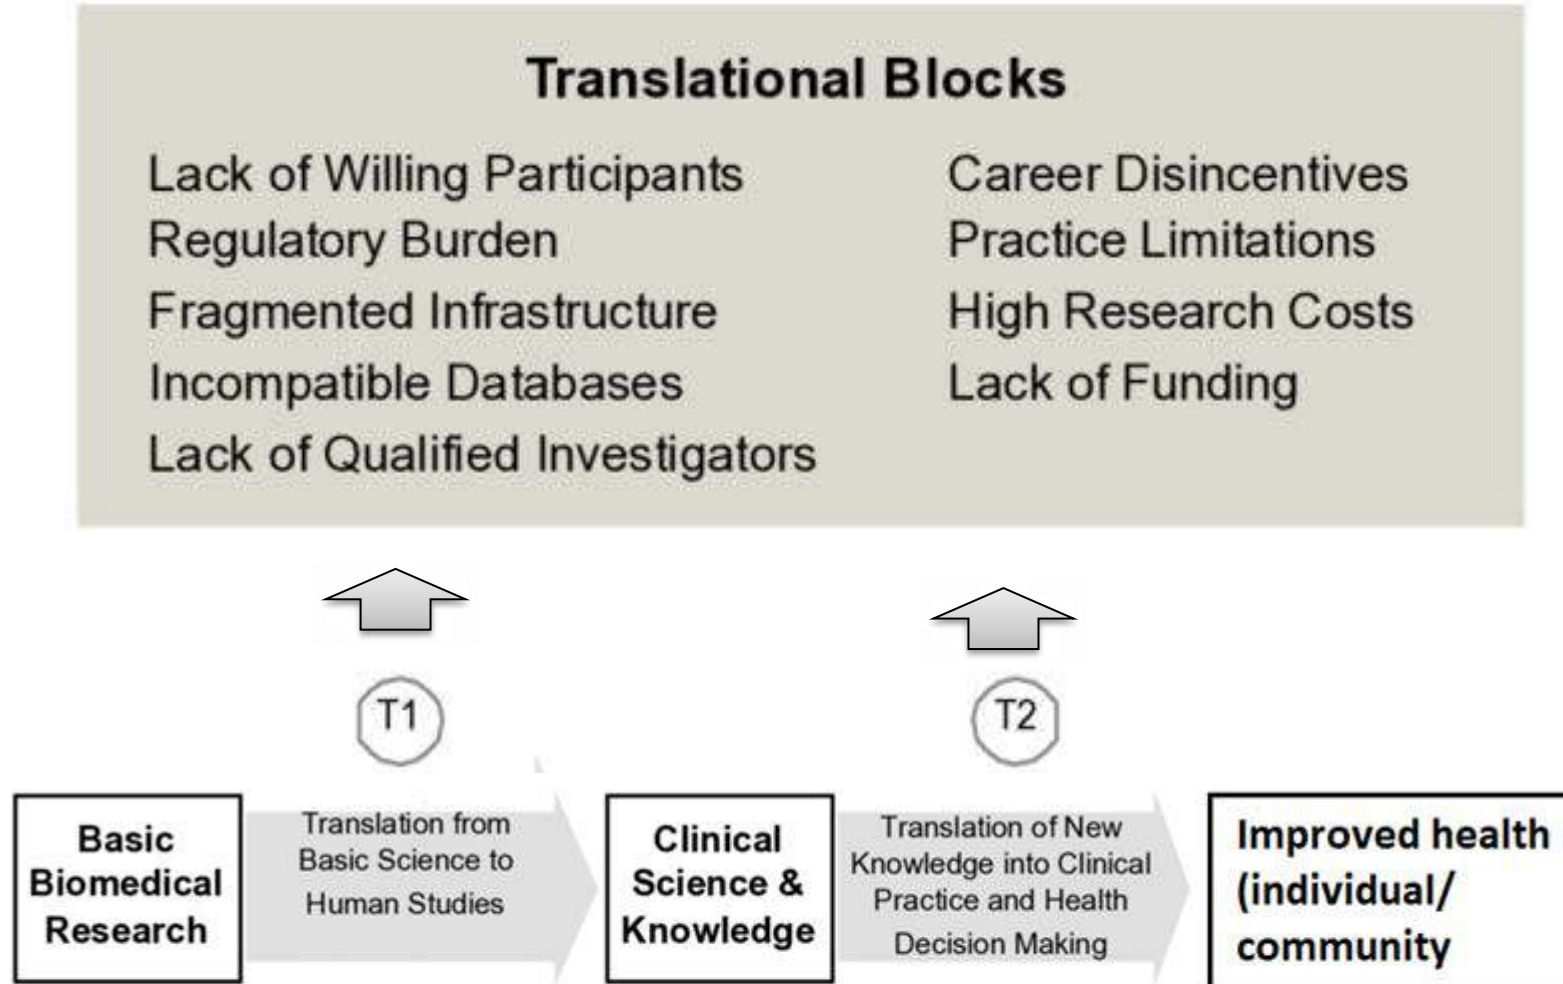 Translational Blocks
Lack of Willing Participants
Regulatory Burden
Fragmented Infrastructure
Incompatible Databases
Lack of Qualified Investigators
Career Disincentives
Practice Limitations
High Research Costs
Lack of Funding
T1
T2
Basic
Biomedical
Research
Translation from
Basic Science to
Human Studies
Clinical
Science &
Knowledge
Translation of New
Knowledge into Clinical
Practice and Health
Decision Making
Improved health
(individual/
community